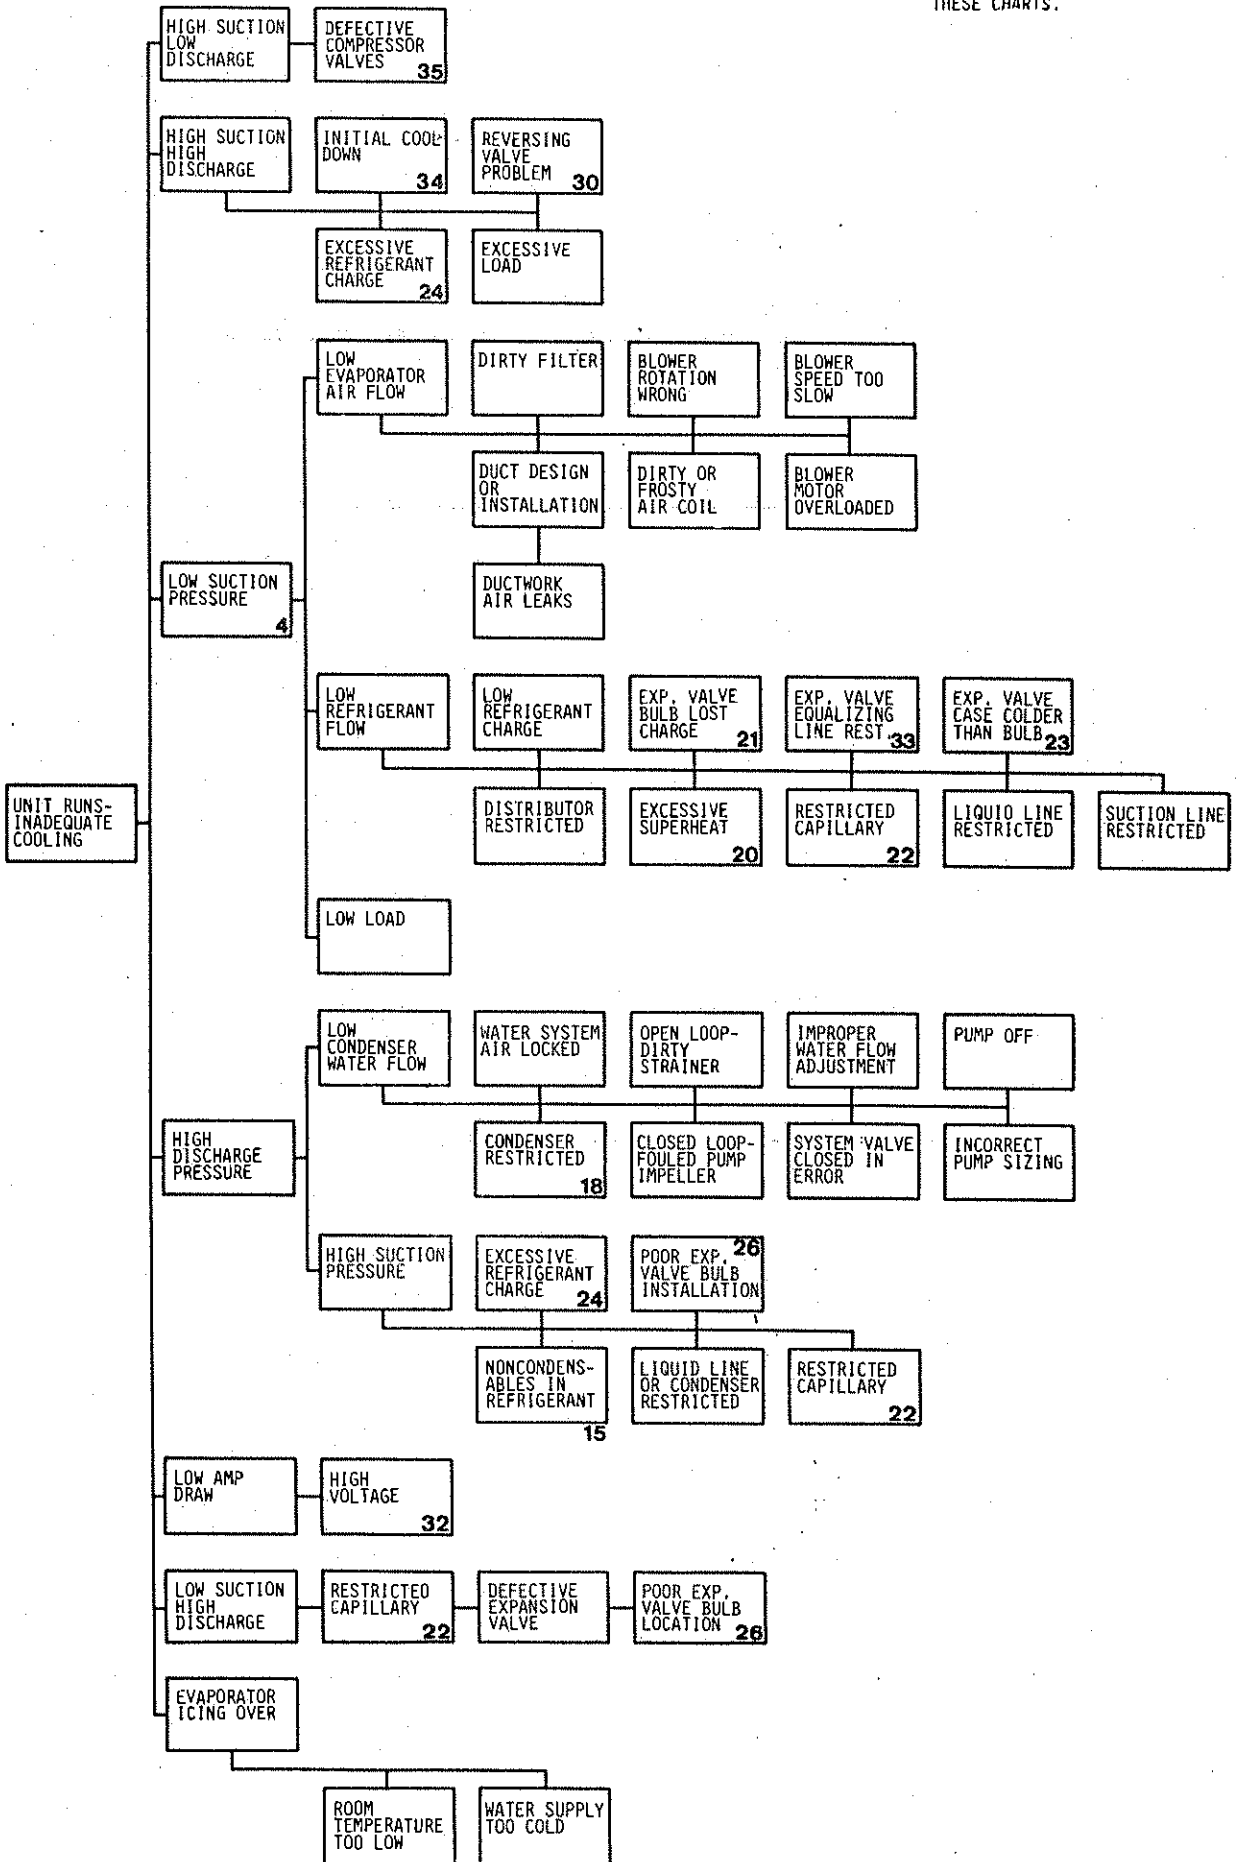 THESE CHARTS.
HIGH SUCTION
LOW
DISCHARGE
DEFECTIVE
COMPRESSOR
VALVES
35
HIGH SUCTION
HIGH
DISCHARGE
INITIAL COOL
DOWN
34
REVERSING
VALVE
PROBLEM
30
EXCESSIVE
REFRIGERANT
CHARGE
24
EXCESSIVE
LOAD
LOW
EVAPORATOR
AIR FLOW
DIRTY FILTER
BLOWER
ROTATION
WRONG
BLOWER
SPEED TOO
SLOW
DUCT DESIGN
OR
INSTALLATION
DIRTY OR
FROSTY
AIR COIL
BLOWER
MOTOR
OVERLOADED
LOW SUCTION
PRESSURE
4
DUCTWORK
AIR LEAKS
LOW
REFRIGERANT
FLOW
LOW
REFRIGERANT
CHARGE
EXP. VALVE
BULB LOST
CHARGE
21
EXP. VALVE
EQUALIZING
LINE REST.
33
EXP. VALVE
CASE COLDER
THAN BULB
23
UNIT RUNS-
INADEQUATE
COOLING
DISTRIBUTOR
RESTRICTED
EXCESSIVE
SUPERHEAT
20
RESTRICTED
CAPILLARY
22
LIQUID LINE
RESTRICTED
SUCTION LINE
RESTRICTED
LOW LOAD
LOW
CONDENSER
WATER FLOW
WATER SYSTEM
AIR LOCKED
OPEN LOOP-
DIRTY
STRAINER
IMPROPER
WATER FLOW
ADJUSTMENT
PUMP OFF
HIGH
DISCHARGE
PRESSURE
CONDENSER
RESTRICTED
18
CLOSED LOOP-
FOULED PUMP
IMPELLER
SYSTEM VALVE
CLOSED IN
ERROR
INCORRECT
PUMP SIZING
HIGH SUCTION
PRESSURE
EXCESSIVE
REFRIGERANT
CHARGE
24
POOR EXP.
VALVE BULB
INSTALLATION
26
NONCONDENS-
ABLES IN
REFRIGERANT
15
LIQUID LINE
OR CONDENSER
RESTRICTED
RESTRICTED
CAPILLARY
22
LOW AMP
DRAW
HIGH
VOLTAGE
32
LOW SUCTION
HIGH
DISCHARGE
RESTRICTED
CAPILLARY
22
DEFECTIVE
EXPANSION
VALVE
POOR EXP.
VALVE BULB
LOCATION
26
EVAPORATOR
ICING OVER
ROOM
TEMPERATURE
TOO LOW
WATER SUPPLY
TOO COLD